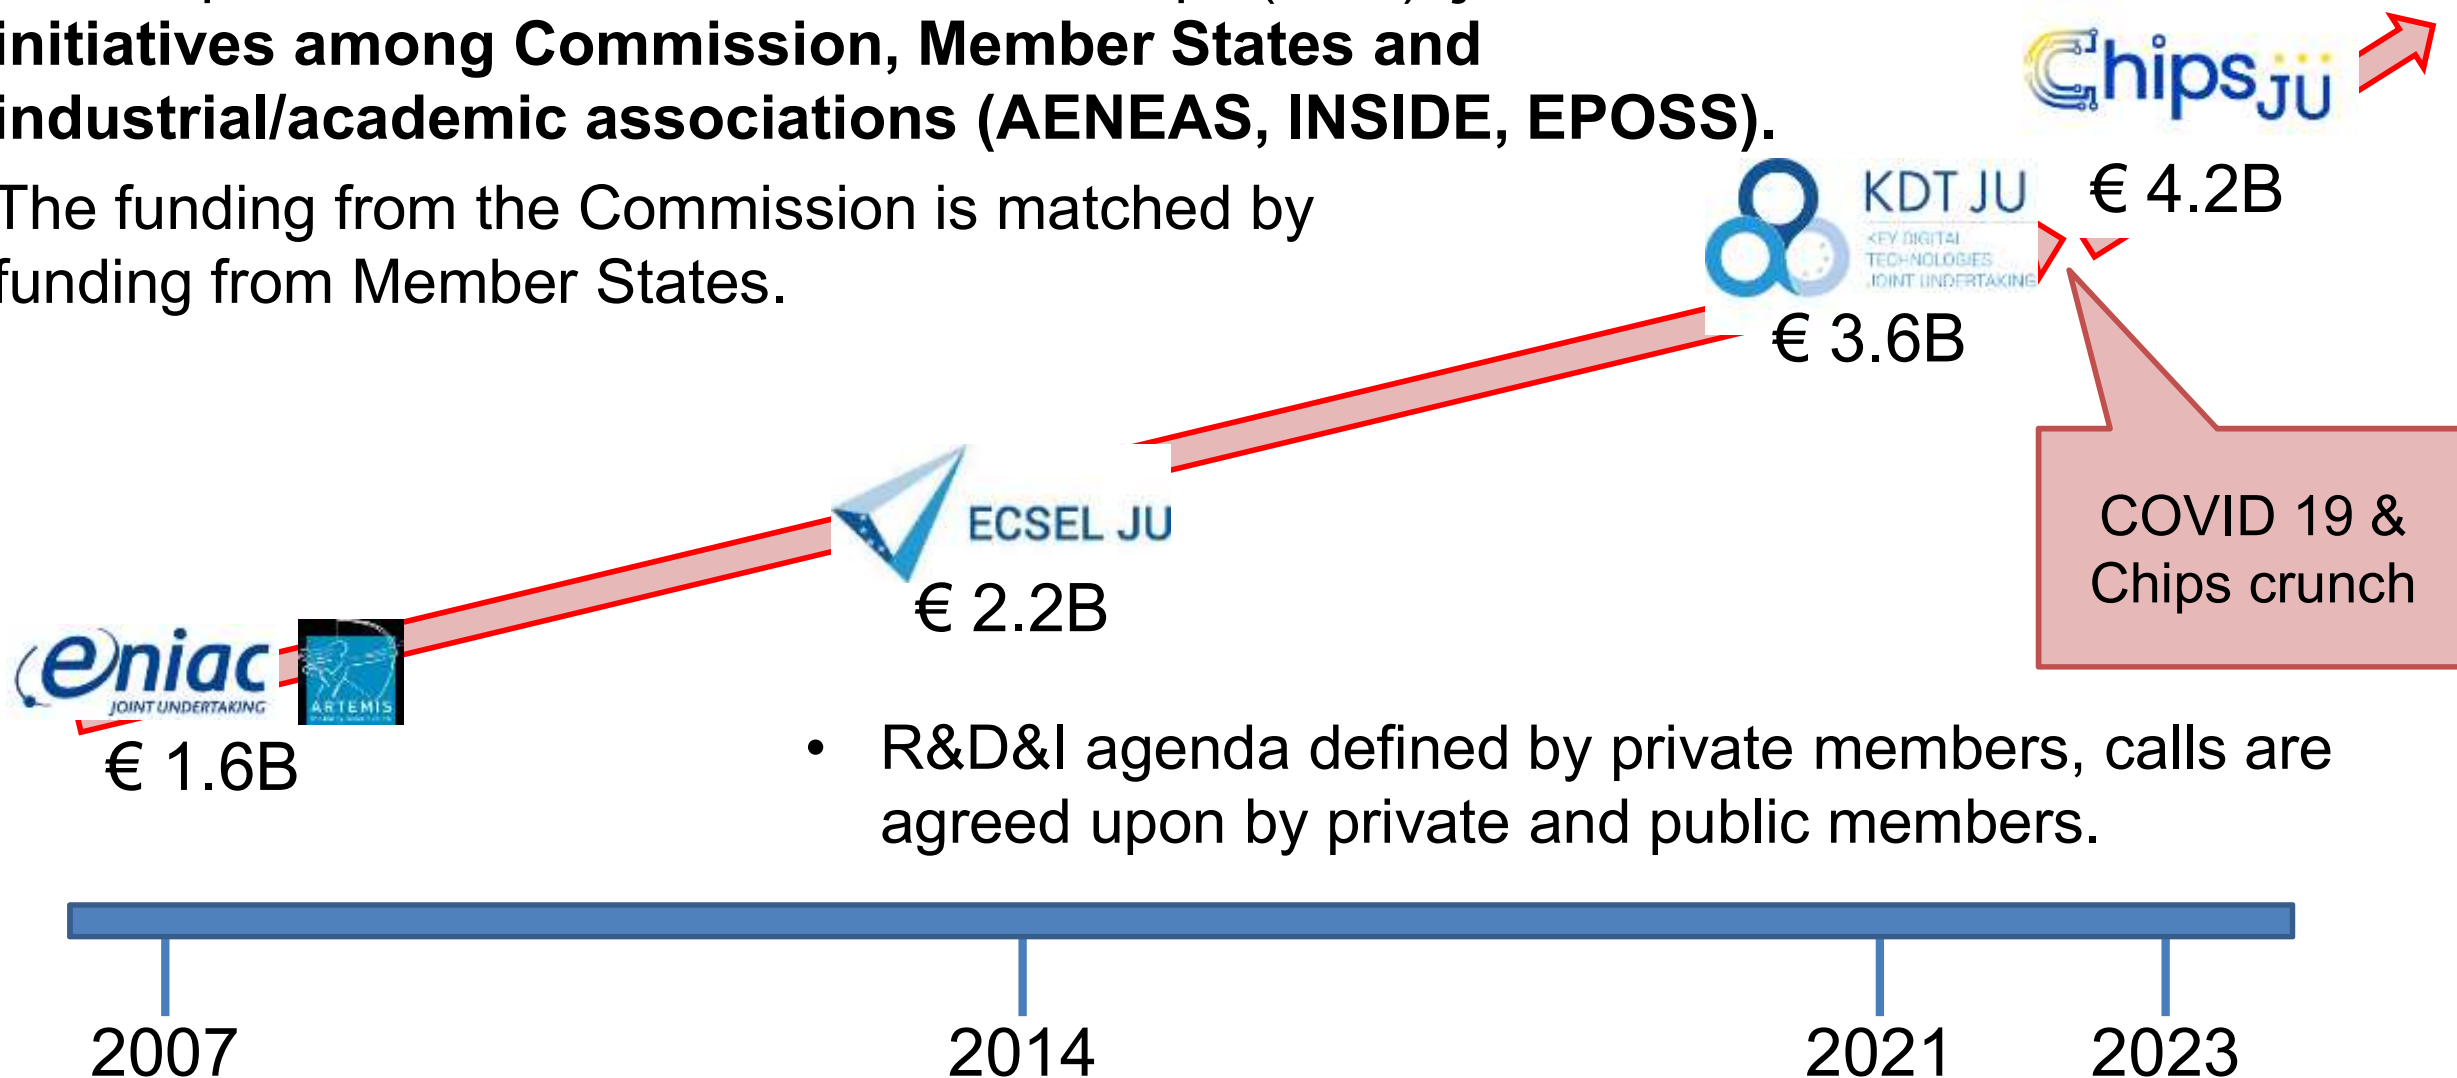 initiatives among Commission, Member States and
industrial/academic associations (AENEAS, INSIDE, EPOSS).
The funding from the Commission is matched by
funding from Member States.
Chips JU
€ 4.2B
KDT JU
KEY DIGITAL
TECHNOLOGIES
JOINT UNDERTAKING
€ 3.6B
COVID 19 &
Chips crunch
ECSEL JU
€ 2.2B
eniac
JOINT UNDERTAKING
ARTEMIS
€ 1.6B
• R&D&I agenda defined by private members, calls are
agreed upon by private and public members.
2007
2014
2021
2023